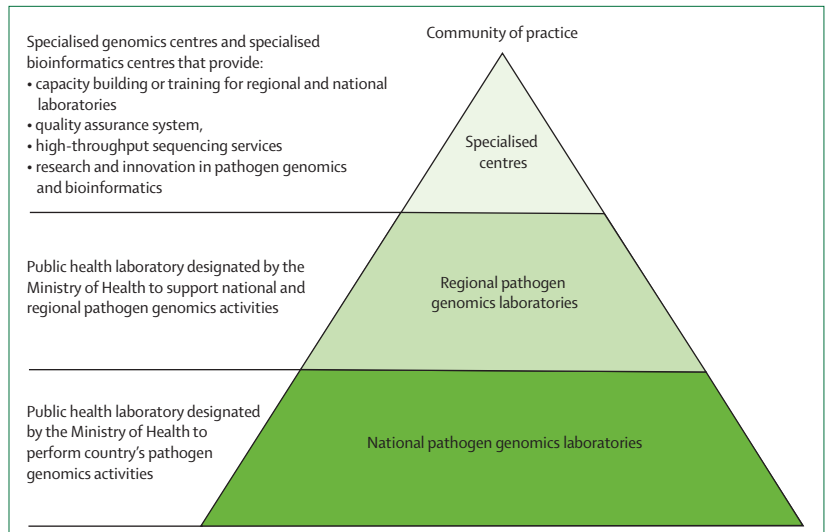 Specialised genomics centres and specialised
bioinformatics centres that provide:
• capacity building or training for regional and national
laboratories
• quality assurance system,
• high-throughput sequencing services
• research and innovation in pathogen genomics
and bioinformatics
Community of practice
Specialised
centres
Public health laboratory designated by the
Ministry of Health to support national and
regional pathogen genomics activities
Regional pathogen
genomics laboratories
Public health laboratory designated
by the Ministry of Health to
perform country’s pathogen
genomics activities
National pathogen genomics laboratories